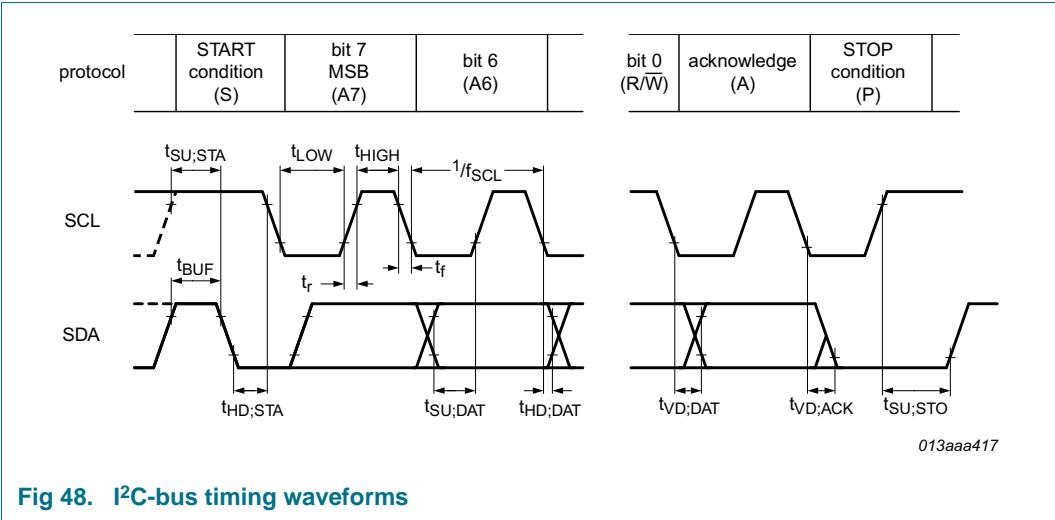 protocol
START
condition
(S)
bit 7
MSB
(A7)
bit 6
(A6)
bit 0
(R/W̅)
acknowledge
(A)
STOP
condition
(P)
tSU;STA
tLOW
tHIGH
1/fSCL
SCL
tBUF
tr
tf
SDA
tHD;STA
tSU;DAT
tHD;DAT
tVD;DAT
tVD;ACK
tSU;STO
013aaa417
Fig 48. I²C-bus timing waveforms